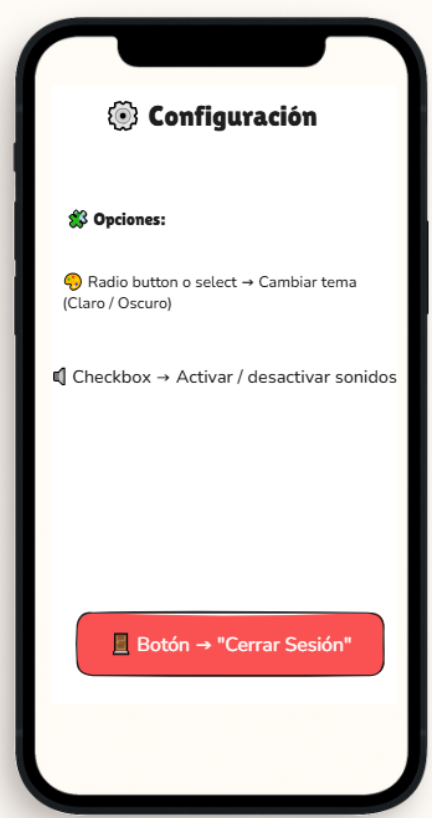 ⚙️ Configuración
🧩 Opciones:
🎨 Radio button o select → Cambiar tema
(Claro / Oscuro)
🔈 Checkbox → Activar / desactivar sonidos
🚪 Botón → "Cerrar Sesión"